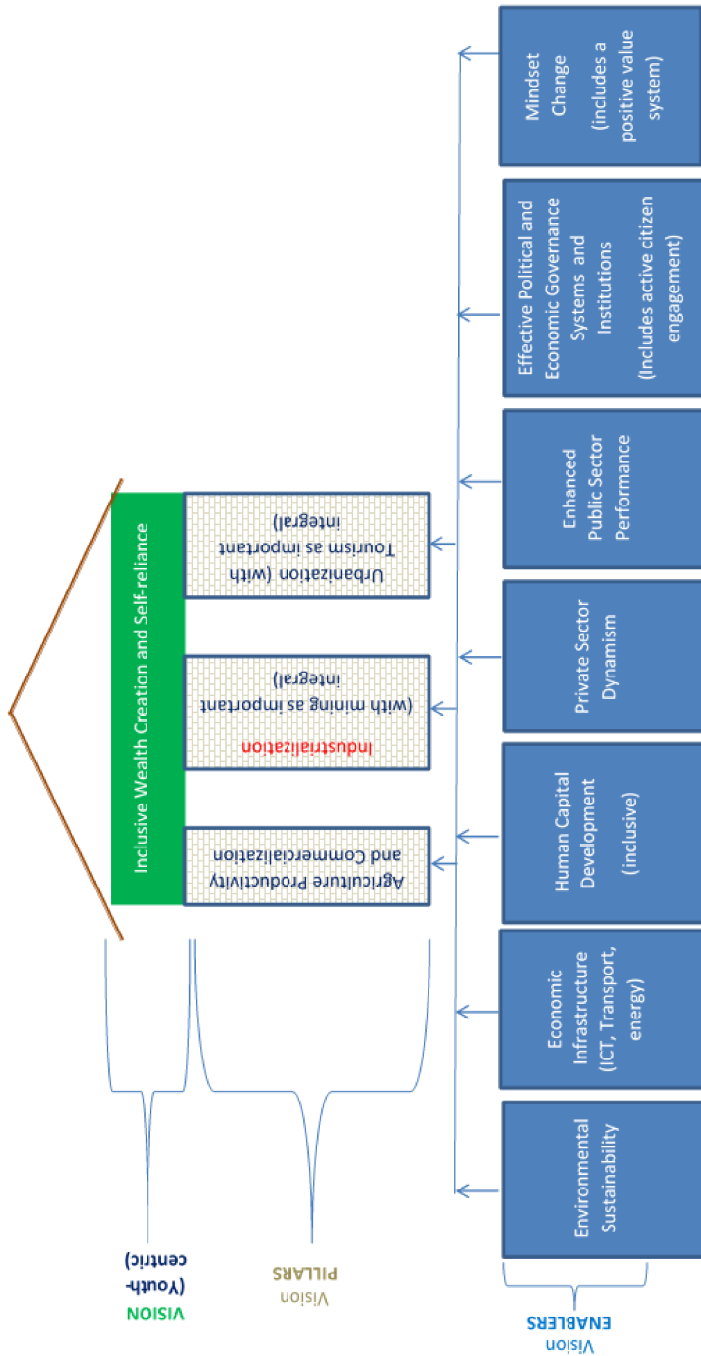 VISION
(Youth-
centric)
Inclusive Wealth Creation and Self-reliance
Vision
PILLARS
Agriculture Productivity
and Commercialization
Industrialization
(with mining as important
integral)
Urbanization (with
Tourism as important
integral)
Vision
ENABLERS
Environmental
Sustainability
Economic
Infrastructure
(ICT, Transport,
energy)
Human Capital
Development
(inclusive)
Private Sector
Dynamism
Enhanced
Public Sector
Performance
Effective Political and
Economic Governance
Systems and
Institutions
(Includes active citizen
engagement)
Mindset
Change
(includes a
positive value
system)